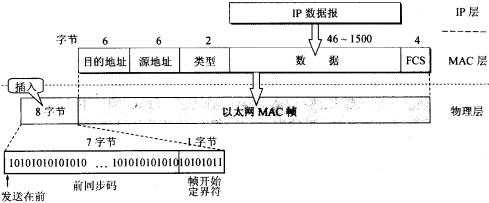 IP 数据报
IP 层
字节
6
6
2
46~1500
4
目的地址
源地址
类型
数 据
FCS
MAC 层
插入
8 字节
以太网 MAC 帧
物理层
7 字节
1 字节
10101010101010 … 10101010101010101011
前同步码
帧开始
定界符
发送在前